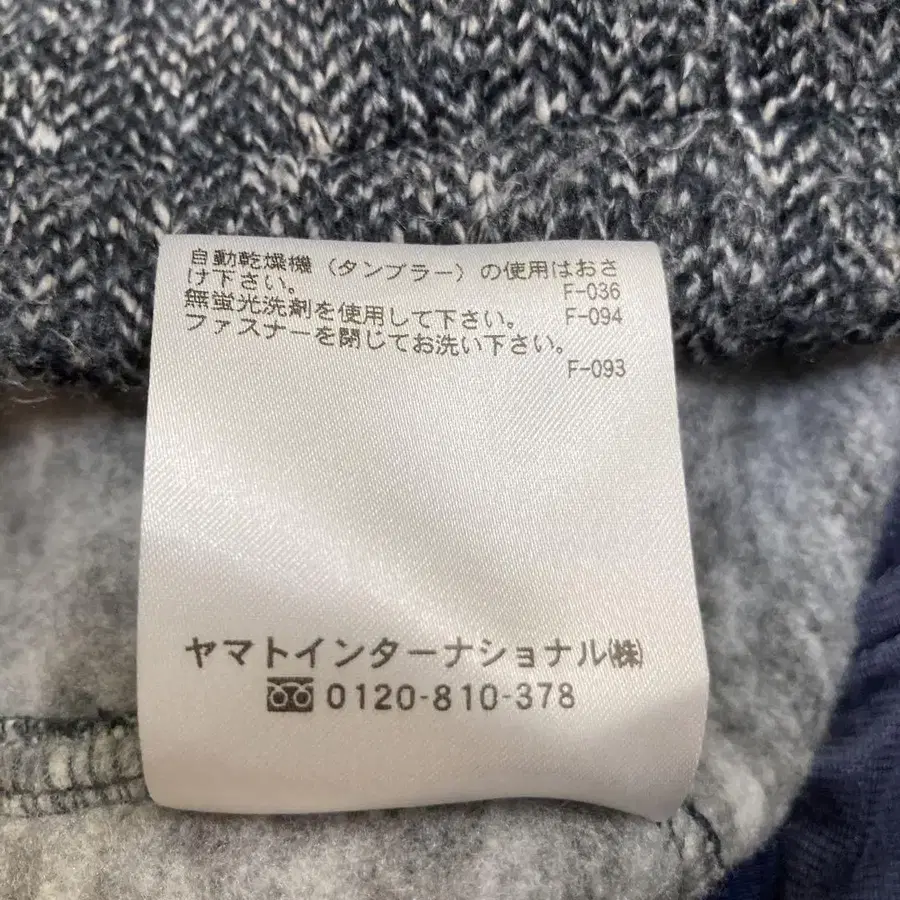 自動乾燥機（タンブラー）の使用はおさ
け下さい。 F-036
無蛍光洗剤を使用して下さい。 F-094
ファスナーを閉じてお洗い下さい。
F-093
ヤマトインターナショナル㈱
0120-810-378